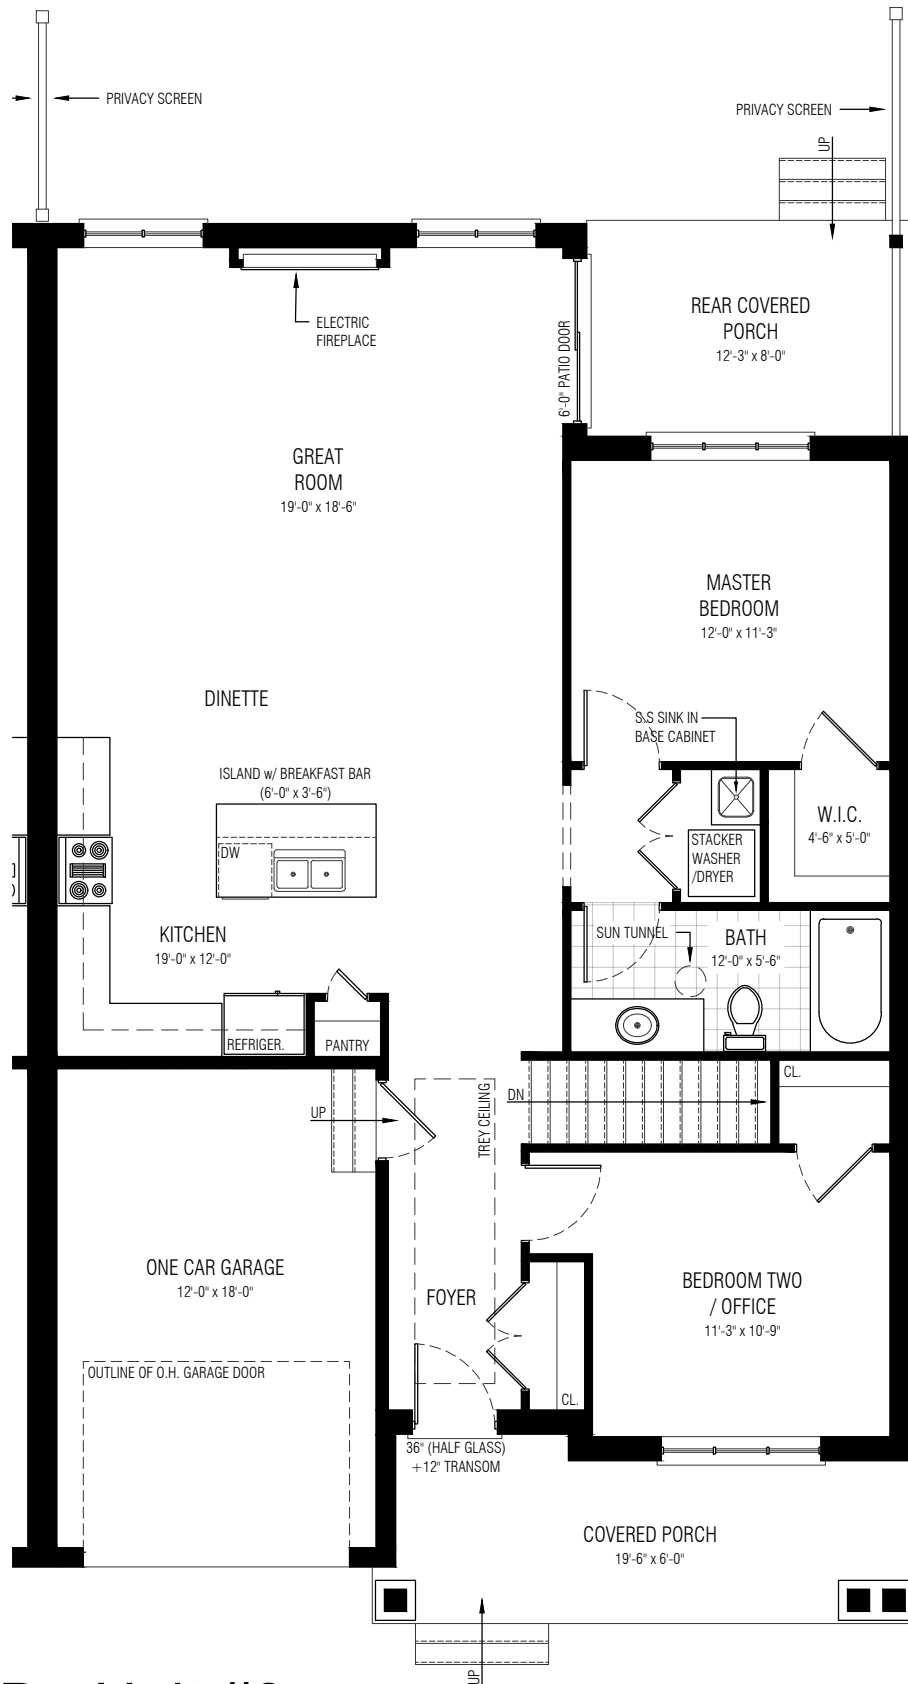 PRIVACY SCREEN
PRIVACY SCREEN
UP
ELECTRIC
FIREPLACE
6'-0" PATIO DOOR
REAR COVERED
PORCH
12'-3" x 8'-0"
GREAT
ROOM
19'-0" x 18'-6"
MASTER
BEDROOM
12'-0" x 11'-3"
DINETTE
S.S SINK IN
BASE CABINET
ISLAND w/ BREAKFAST BAR
(6'-0" x 3'-6")
DW
STACKER
WASHER
/DRYER
W.I.C.
4'-6" x 5'-0"
KITCHEN
19'-0" x 12'-0"
SUN TUNNEL
BATH
12'-0" x 5'-6"
REFRIGER.
PANTRY
UP
TREY CEILING
DN
CL.
ONE CAR GARAGE
12'-0" x 18'-0"
FOYER
BEDROOM TWO
/ OFFICE
11'-3" x 10'-9"
OUTLINE OF O.H. GARAGE DOOR
CL.
36" (HALF GLASS)
+12" TRANSOM
COVERED PORCH
19'-6" x 6'-0"
UP